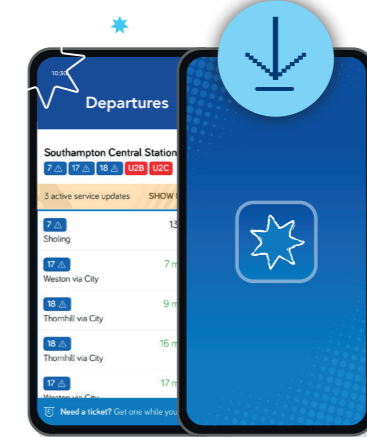 10:30
Departures
Southampton Central Station
7 17 18 U2B U2C
3 active service updates SHOW
7 13
Sholing
17 7 m
Weston via City
18 9 m
Thornhill via City
18 16 m
Thornhill via City
17 17 m
Weston via City
Need a ticket? Get one while you